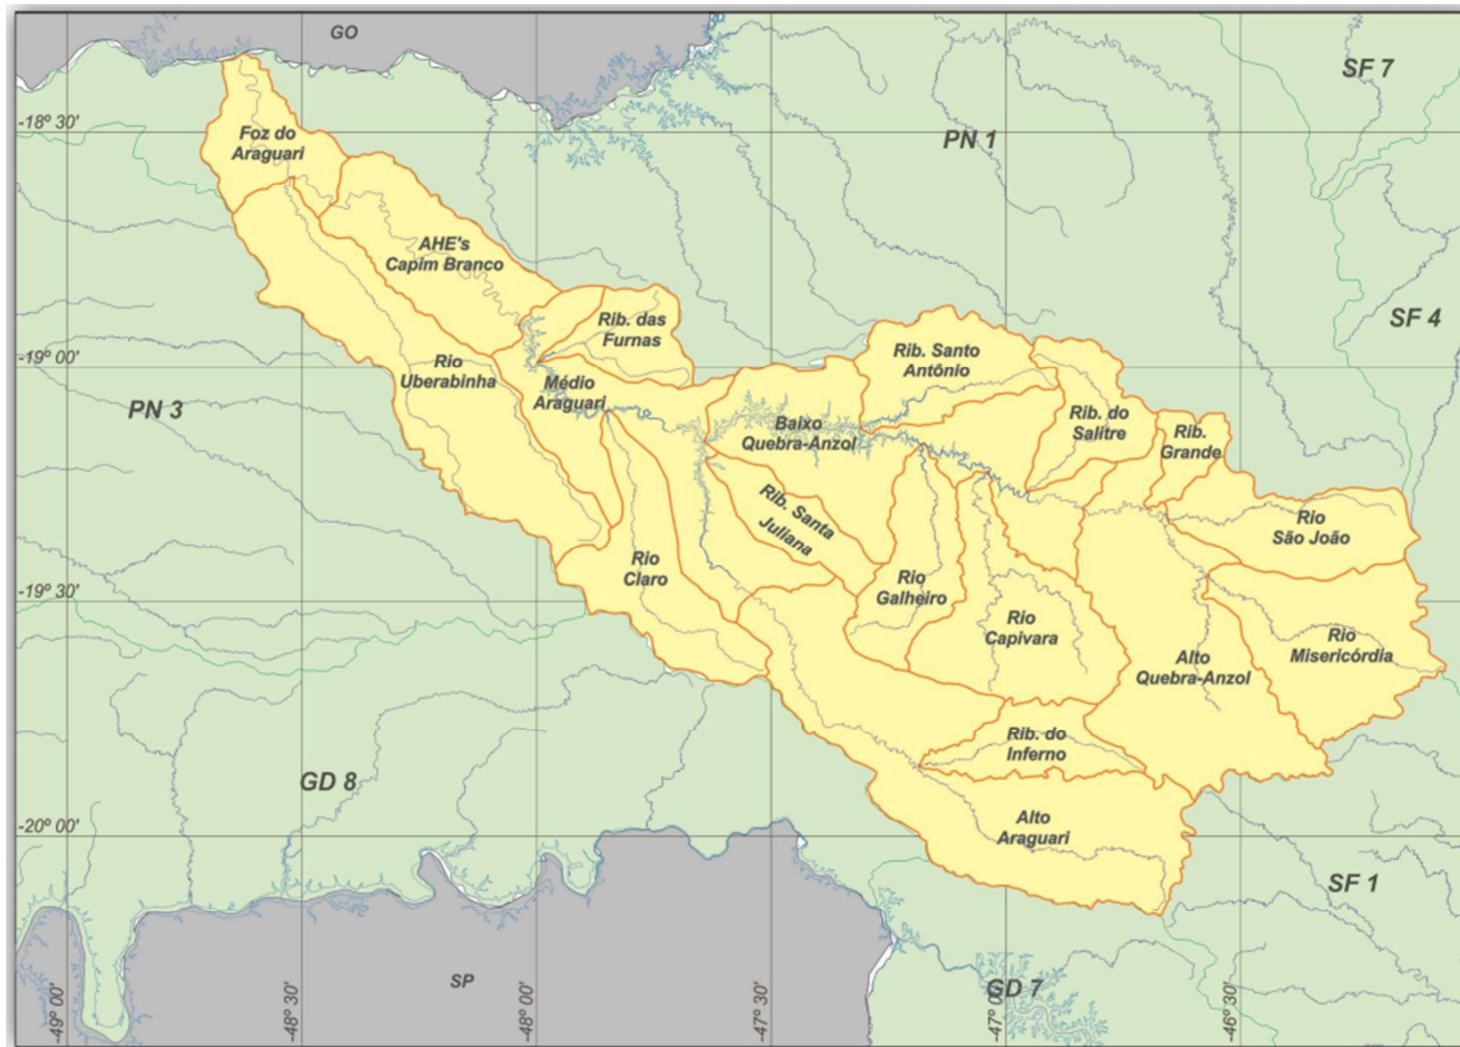 GO
SF 7
-18º 30'
Foz do
Araguari
PN 1
AHE's
Capim Branco
SF 4
Rib. das
Furnas
-19º 00'
Rib. Santo
Antônio
Rio
Uberabinha
Médio
Araguari
PN 3
Baixo
Quebra-Anzol
Rib. do
Salitre
Rib.
Grande
Rib. Santa
Juliana
Rio
São João
Rio
Claro
Rio
Galheiro
-19º 30'
Rio
Capivara
Rio
Misericórdia
Alto
Quebra-Anzol
Rib. do
Inferno
GD 8
-20º 00'
Alto
Araguari
SF 1
SP
GD 7
-49º 00'
-48º 30'
-48º 00'
-47º 30'
-47º 00'
-46º 30'